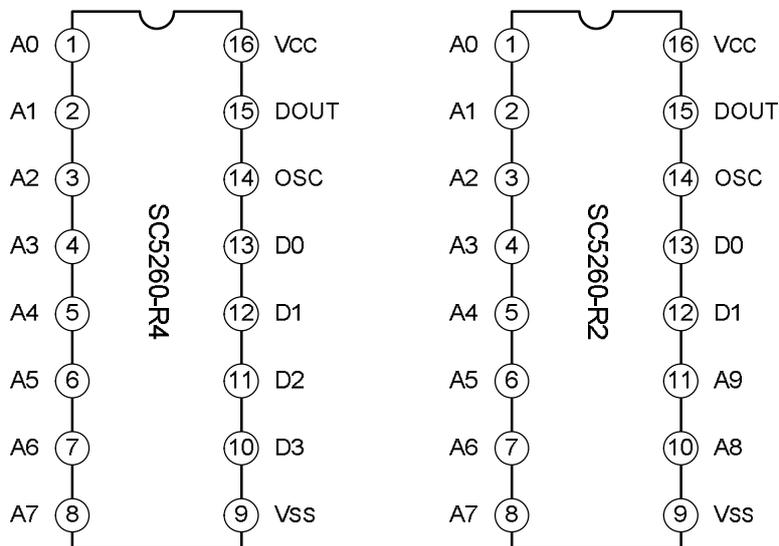 A0 1 16 Vcc A0 1 16 Vcc
A1 2 15 DOUT A1 2 15 DOUT
A2 3 14 OSC A2 3 14 OSC
A3 4 13 D0 A3 4 13 D0
A4 5 12 D1 A4 5 12 D1
A5 6 11 D2 A5 6 11 A9
A6 7 10 D3 A6 7 10 A8
A7 8 9 Vss A7 8 9 Vss
SC5260-R4
SC5260-R2